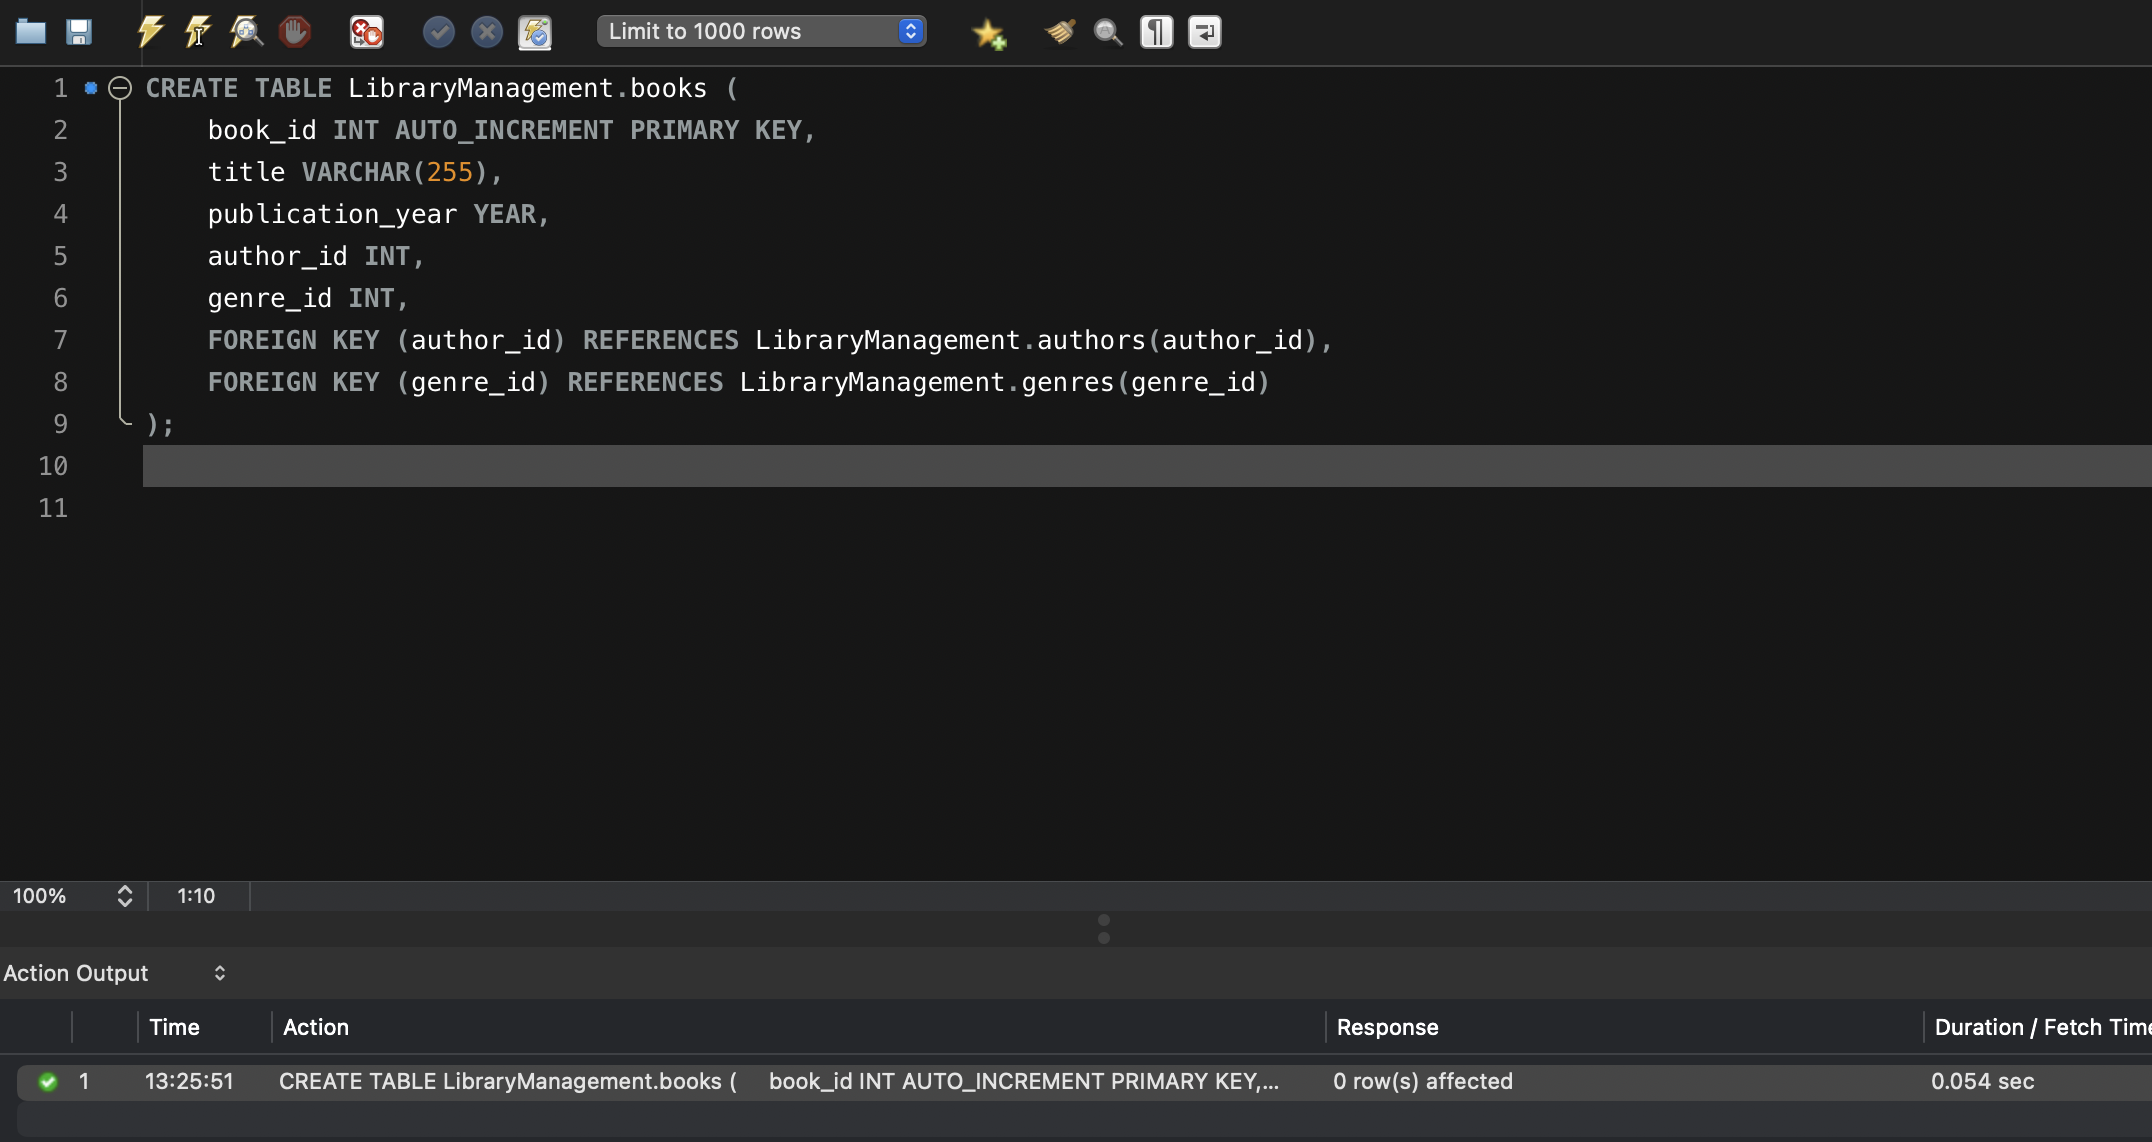 Limit to 1000 rows
1 CREATE TABLE LibraryManagement.books (
2 book_id INT AUTO_INCREMENT PRIMARY KEY,
3 title VARCHAR(255),
4 publication_year YEAR,
5 author_id INT,
6 genre_id INT,
7 FOREIGN KEY (author_id) REFERENCES LibraryManagement.authors(author_id),
8 FOREIGN KEY (genre_id) REFERENCES LibraryManagement.genres(genre_id)
9 );
10
11
100% 1:10
Action Output
Time Action Response Duration / Fetch Time
1 13:25:51 CREATE TABLE LibraryManagement.books ( book_id INT AUTO_INCREMENT PRIMARY KEY,... 0 row(s) affected 0.054 sec